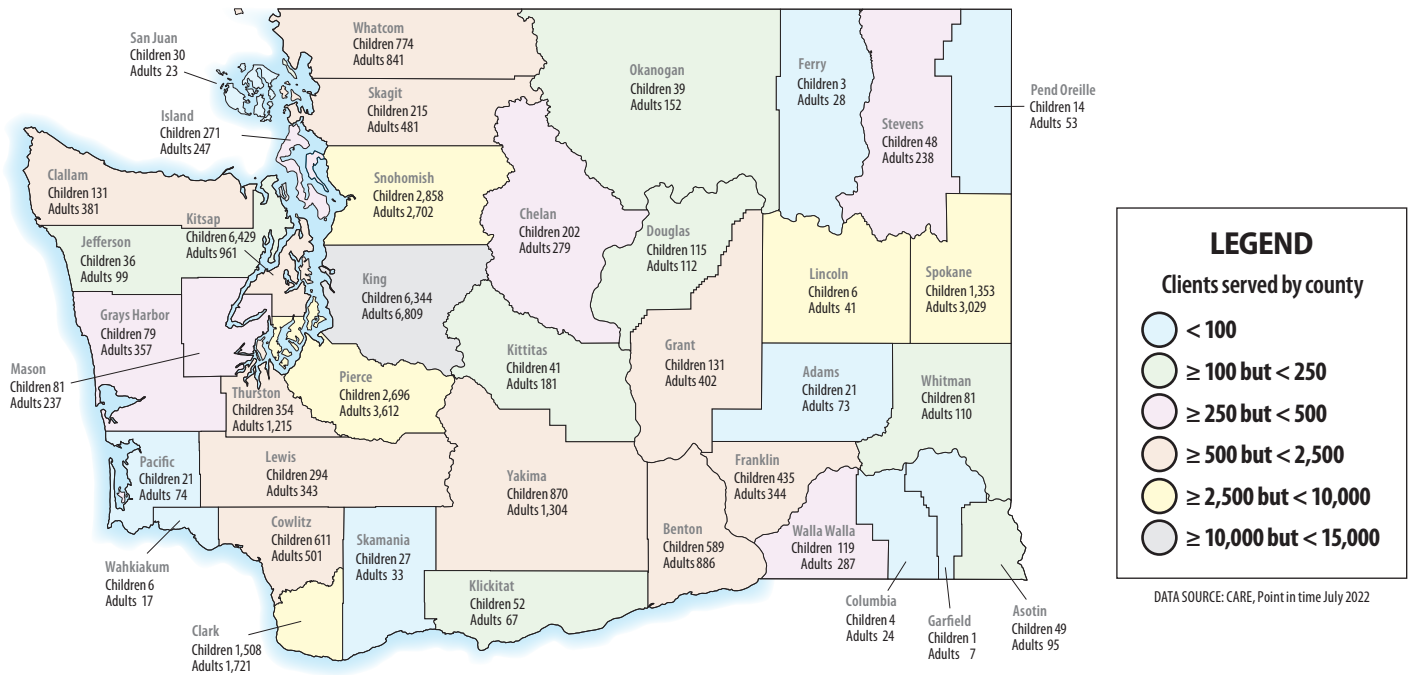 Whatcom
Children 774
Adults 841
San Juan
Children 30
Adults 23
Skagit
Children 215
Adults 481
Island
Children 271
Adults 247
Okanogan
Children 39
Adults 152
Ferry
Children 3
Adults 28
Stevens
Children 48
Adults 238
Pend Oreille
Children 14
Adults 53
Clallam
Children 131
Adults 381
Snohomish
Children 2,858
Adults 2,702
Kitsap
Children 6,429
Adults 961
Jefferson
Children 36
Adults 99
Chelan
Children 202
Adults 279
Douglas
Children 115
Adults 112
King
Children 6,344
Adults 6,809
Lincoln
Children 6
Adults 41
Spokane
Children 1,353
Adults 3,029
Grays Harbor
Children 79
Adults 357
Mason
Children 81
Adults 237
Thurston
Children 354
Adults 1,215
Pierce
Children 2,696
Adults 3,612
Kittitas
Children 41
Adults 181
Grant
Children 131
Adults 402
Adams
Children 21
Adults 73
Whitman
Children 81
Adults 110
Pacific
Children 21
Adults 74
Lewis
Children 294
Adults 343
Yakima
Children 870
Adults 1,304
Franklin
Children 435
Adults 344
Wahkiakum
Children 6
Adults 17
Cowlitz
Children 611
Adults 501
Skamania
Children 27
Adults 33
Benton
Children 589
Adults 886
Walla Walla
Children 119
Adults 287
Klickitat
Children 52
Adults 67
Clark
Children 1,508
Adults 1,721
Columbia
Children 4
Adults 24
Garfield
Children 1
Adults 7
Asotin
Children 49
Adults 95
LEGEND
Clients served by county
< 100
≥ 100 but < 250
≥ 250 but < 500
≥ 500 but < 2,500
≥ 2,500 but < 10,000
≥ 10,000 but < 15,000
DATA SOURCE: CARE, Point in time July 2022